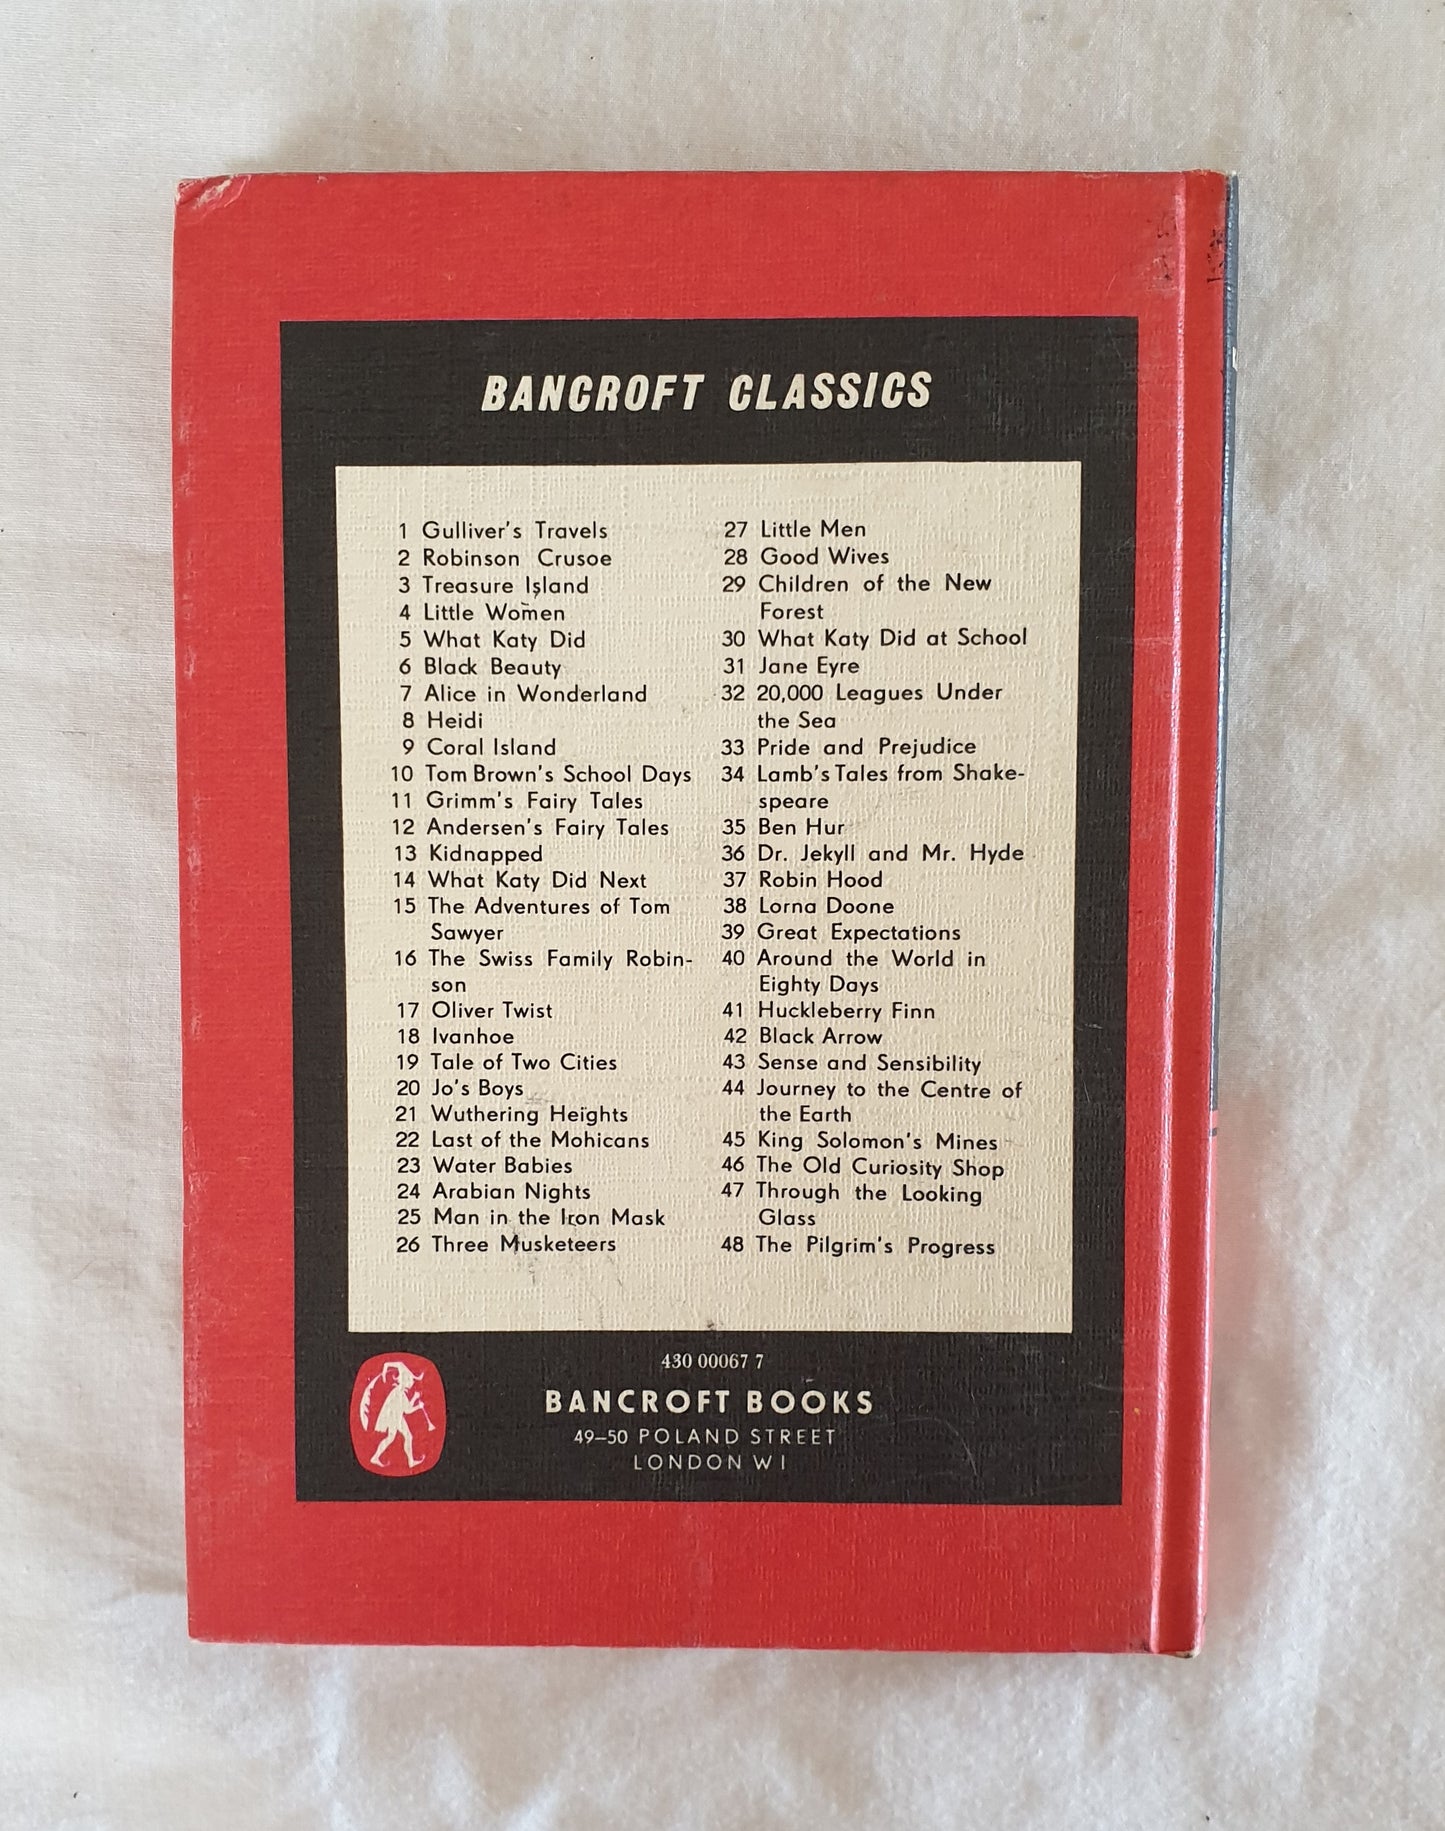 BANCROFT CLASSICS
1 Gulliver's Travels
2 Robinson Crusoe
3 Treasure Island
4 Little Women
5 What Katy Did
6 Black Beauty
7 Alice in Wonderland
8 Heidi
9 Coral Island
10 Tom Brown's School Days
11 Grimm's Fairy Tales
12 Andersen's Fairy Tales
13 Kidnapped
14 What Katy Did Next
15 The Adventures of Tom
Sawyer
16 The Swiss Family Robin-
son
17 Oliver Twist
18 Ivanhoe
19 Tale of Two Cities
20 Jo's Boys
21 Wuthering Heights
22 Last of the Mohicans
23 Water Babies
24 Arabian Nights
25 Man in the Iron Mask
26 Three Musketeers
27 Little Men
28 Good Wives
29 Children of the New
Forest
30 What Katy Did at School
31 Jane Eyre
32 20,000 Leagues Under
the Sea
33 Pride and Prejudice
34 Lamb's Tales from Shake-
speare
35 Ben Hur
36 Dr. Jekyll and Mr. Hyde
37 Robin Hood
38 Lorna Doone
39 Great Expectations
40 Around the World in
Eighty Days
41 Huckleberry Finn
42 Black Arrow
43 Sense and Sensibility
44 Journey to the Centre of
the Earth
45 King Solomon's Mines
46 The Old Curiosity Shop
47 Through the Looking
Glass
48 The Pilgrim's Progress
430 00067 7
BANCROFT BOOKS
49–50 POLAND STREET
LONDON W1